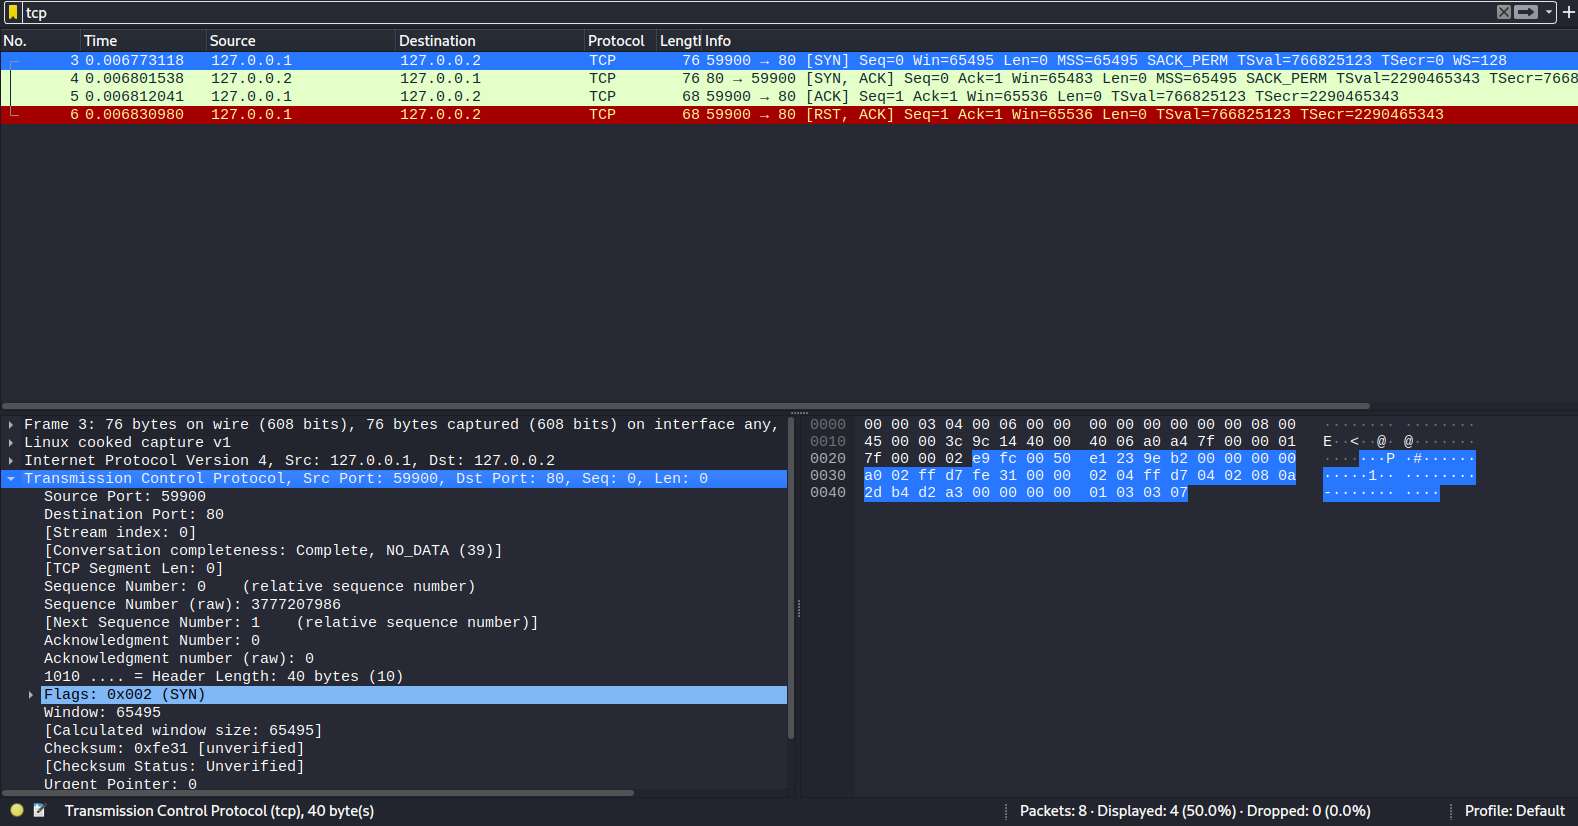 tcp
No. Time Source Destination Protocol Lengtl Info
3 0.006773118 127.0.0.1 127.0.0.2 TCP 76 59900 → 80 [SYN] Seq=0 Win=65495 Len=0 MSS=65495 SACK_PERM TSval=766825123 TSecr=0 WS=128
4 0.006801538 127.0.0.2 127.0.0.1 TCP 76 80 → 59900 [SYN, ACK] Seq=0 Ack=1 Win=65483 Len=0 MSS=65495 SACK_PERM TSval=2290465343 TSecr=7668
5 0.006812041 127.0.0.1 127.0.0.2 TCP 68 59900 → 80 [ACK] Seq=1 Ack=1 Win=65536 Len=0 TSval=766825123 TSecr=2290465343
6 0.006830980 127.0.0.1 127.0.0.2 TCP 68 59900 → 80 [RST, ACK] Seq=1 Ack=1 Win=65536 Len=0 TSval=766825123 TSecr=2290465343
Frame 3: 76 bytes on wire (608 bits), 76 bytes captured (608 bits) on interface any,
Linux cooked capture v1
Internet Protocol Version 4, Src: 127.0.0.1, Dst: 127.0.0.2
Transmission Control Protocol, Src Port: 59900, Dst Port: 80, Seq: 0, Len: 0
Source Port: 59900
Destination Port: 80
[Stream index: 0]
[Conversation completeness: Complete, NO_DATA (39)]
[TCP Segment Len: 0]
Sequence Number: 0 (relative sequence number)
Sequence Number (raw): 3777207986
[Next Sequence Number: 1 (relative sequence number)]
Acknowledgment Number: 0
Acknowledgment number (raw): 0
1010 .... = Header Length: 40 bytes (10)
Flags: 0x002 (SYN)
Window: 65495
[Calculated window size: 65495]
Checksum: 0xfe31 [unverified]
[Checksum Status: Unverified]
Urgent Pointer: 0
0000 00 00 03 04 00 06 00 00 00 00 00 00 00 00 08 00 ········ ········
0010 45 00 00 3c 9c 14 40 00 40 06 a0 a4 7f 00 00 01 E··<··@· @·······
0020 7f 00 00 02 e9 fc 00 50 e1 23 9e b2 00 00 00 00 ·······P ·#······
0030 a0 02 ff d7 fe 31 00 00 02 04 ff d7 04 02 08 0a ·····1·· ········
0040 2d b4 d2 a3 00 00 00 00 01 03 03 07 -······· ····
Transmission Control Protocol (tcp), 40 byte(s)
Packets: 8 · Displayed: 4 (50.0%) · Dropped: 0 (0.0%)
Profile: Default